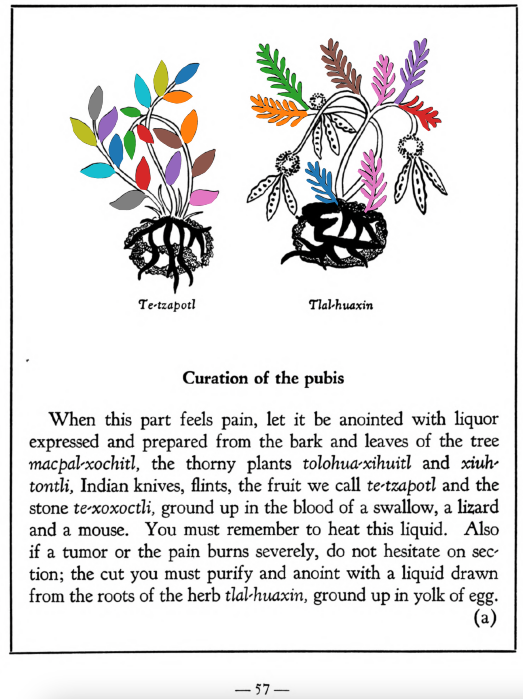 Te-tzapotl
Tlal-huaxin
Curation of the pubis
When this part feels pain, let it be anointed with liquor
expressed and prepared from the bark and leaves of the tree
macpal-xochitl, the thorny plants tolohua-xihuitl and xiuh-
tontli, Indian knives, flints, the fruit we call te-tzapotl and the
stone te-xoxoctli, ground up in the blood of a swallow, a lizard
and a mouse. You must remember to heat this liquid. Also
if a tumor or the pain burns severely, do not hesitate on sec-
tion; the cut you must purify and anoint with a liquid drawn
from the roots of the herb tlal-huaxin, ground up in yolk of egg.
(a)
— 57 —